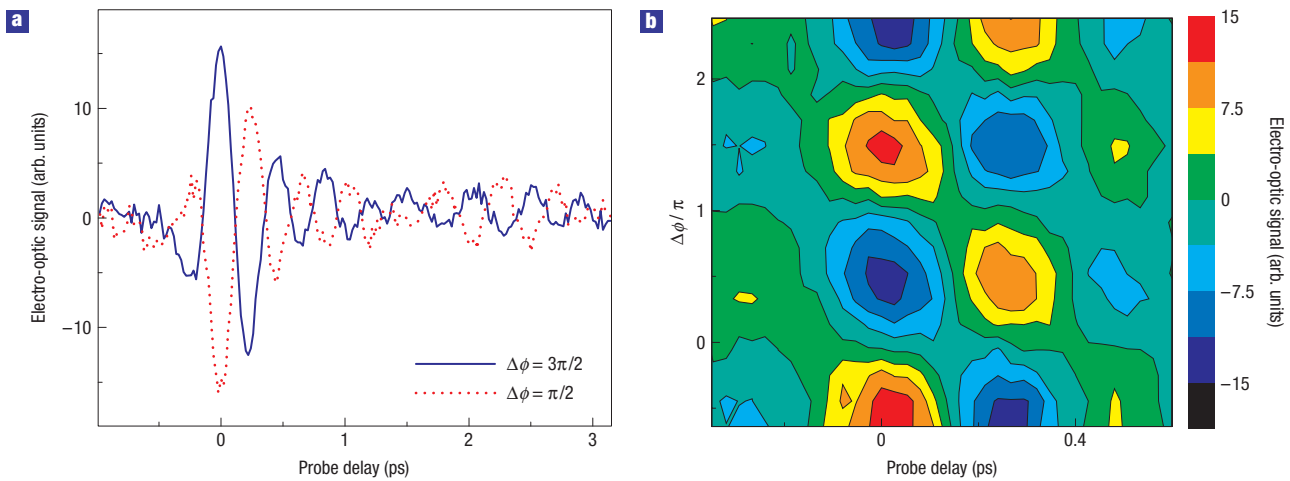 a
Electro-optic signal (arb. units)
10
0
−10
0
1
2
3
Probe delay (ps)
Δϕ = 3π/2
Δϕ = π/2
b
Δϕ/π
2
1
0
0
0.4
Probe delay (ps)
15
7.5
0
−7.5
−15
Electro-optic signal (arb. units)